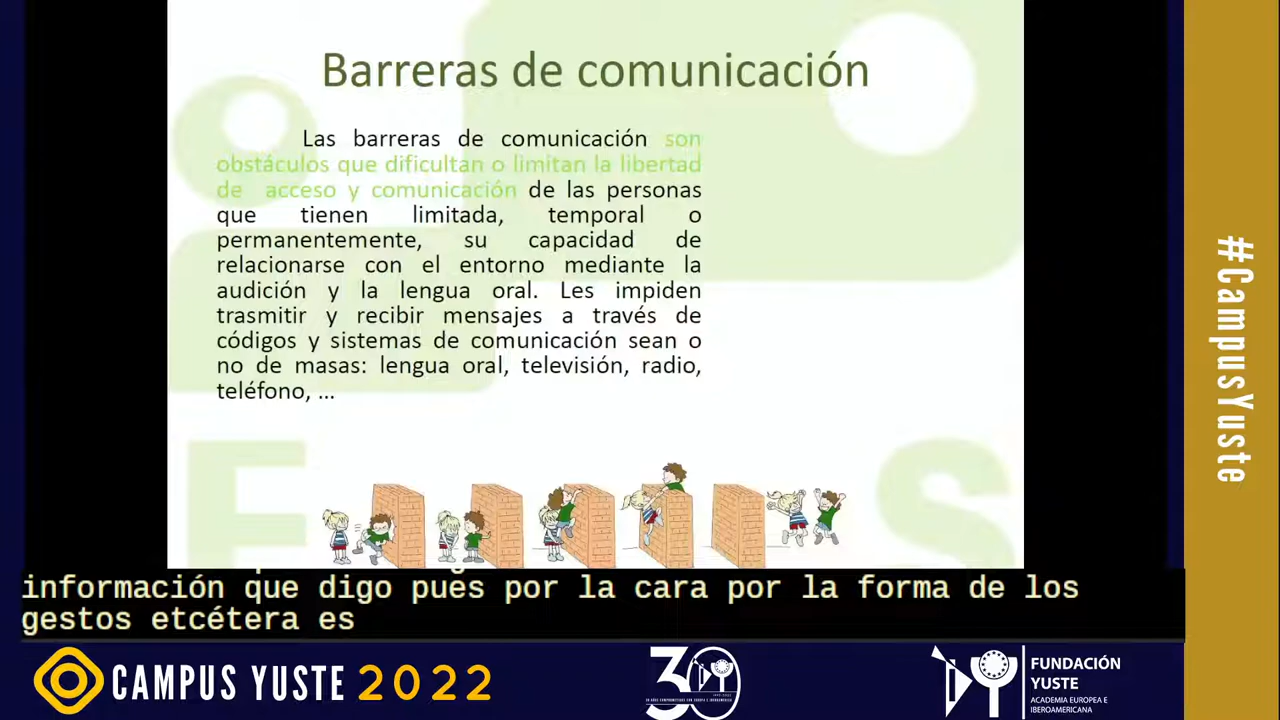 Barreras de comunicación
Las barreras de comunicación son
obstáculos que dificultan o limitan la libertad
de acceso y comunicación de las personas
que tienen limitada, temporal o
permanentemente, su capacidad de
relacionarse con el entorno mediante la
audición y la lengua oral. Les impiden
trasmitir y recibir mensajes a través de
códigos y sistemas de comunicación sean o
no de masas: lengua oral, televisión, radio,
teléfono, ...
F
S
información que digo pues por la cara por la forma de los
gestos etcétera es
#CampusYuste
CAMPUS YUSTE 2022
30
FUNDACIÓN
YUSTE
ACADEMIA EUROPEA E
IBEROAMERICANA